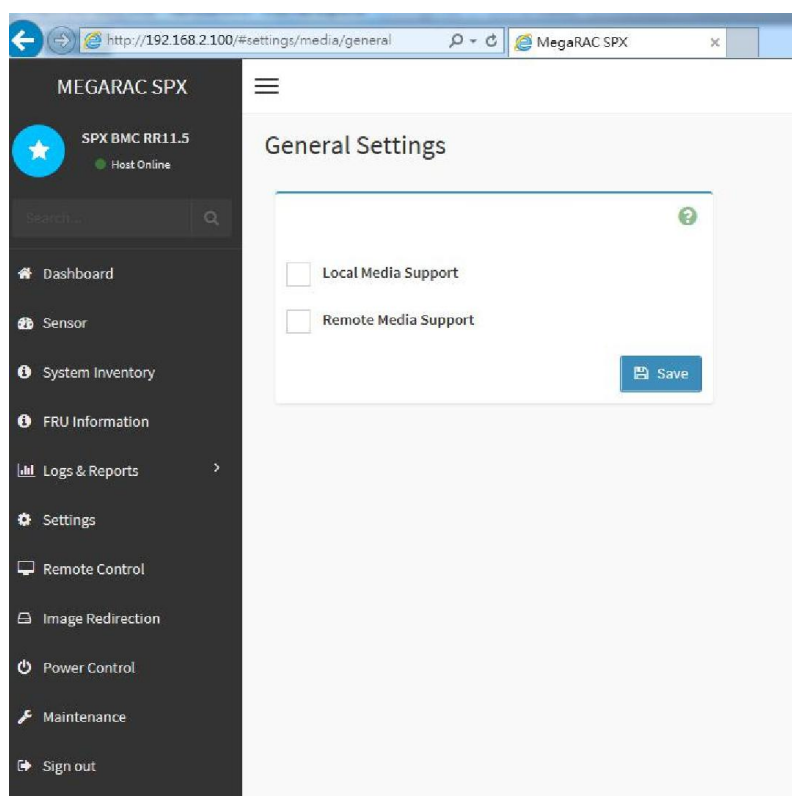 http://192.168.2.100/#settings/media/general
MegaRAC SPX
MEGARAC SPX
SPX BMC RR11.5
Host Online
Search...
Dashboard
Sensor
System Inventory
FRU Information
Logs & Reports
Settings
Remote Control
Image Redirection
Power Control
Maintenance
Sign out
General Settings
Local Media Support
Remote Media Support
Save